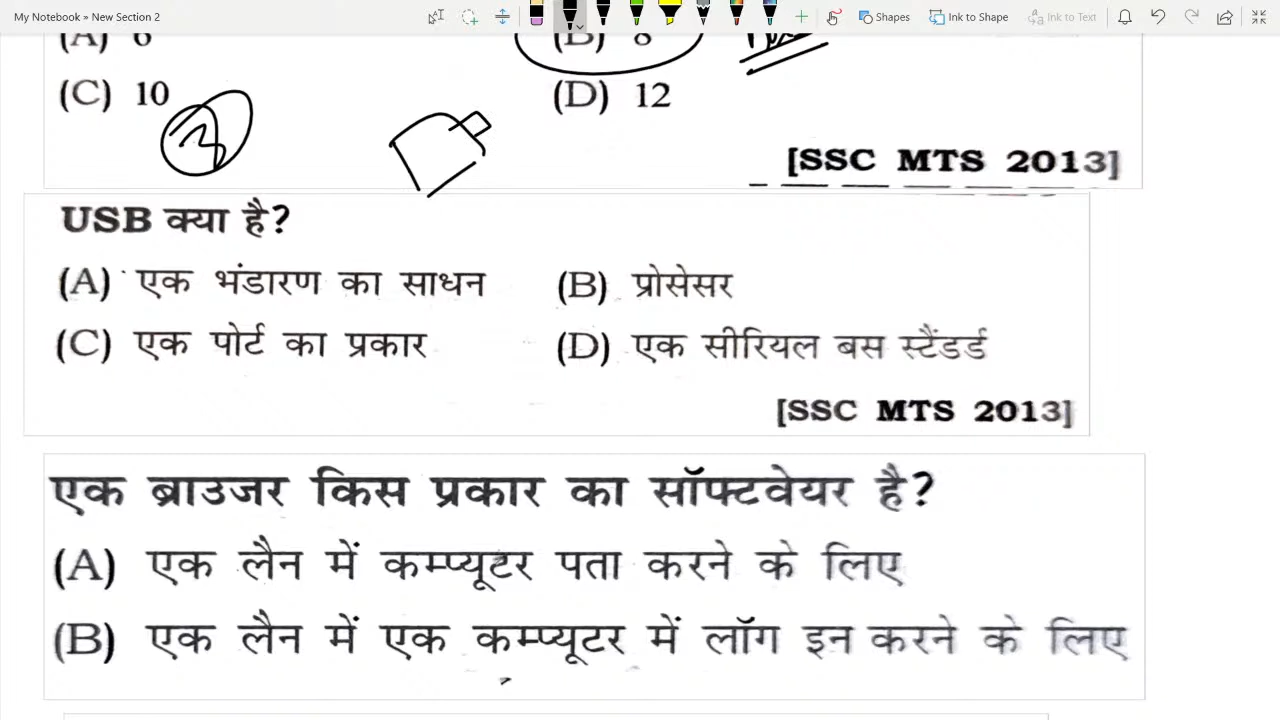 My Notebook » New Section 2
Shapes
Ink to Shape
Ink to Text
(A) 6 (B) 8
(C) 10 (D) 12
[SSC MTS 2013]
USB क्या है?
(A) एक भंडारण का साधन (B) प्रोसेसर
(C) एक पोर्ट का प्रकार (D) एक सीरियल बस स्टैंडर्ड
[SSC MTS 2013]
एक ब्राउजर किस प्रकार का सॉफ्टवेयर है?
(A) एक लैन में कम्प्यूटर पता करने के लिए
(B) एक लैन में एक कम्प्यूटर में लॉग इन करने के लिए